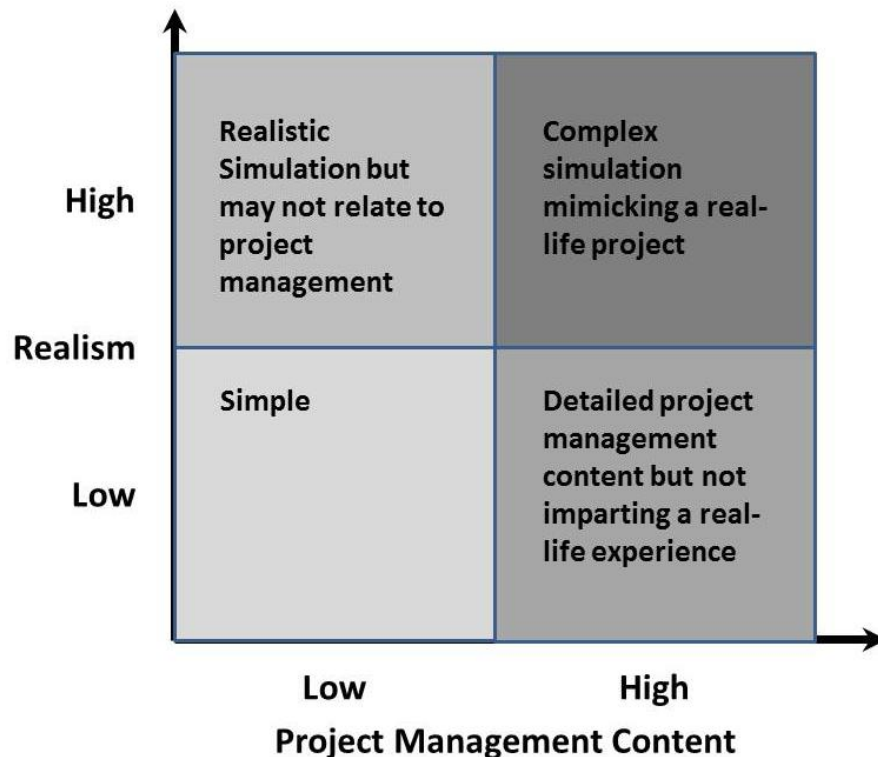 High
Realism
Low
Realistic
Simulation but
may not relate to
project
management
Complex
simulation
mimicking a real-
life project
Simple
Detailed project
management
content but not
imparting a real-
life experience
Low
High
Project Management Content